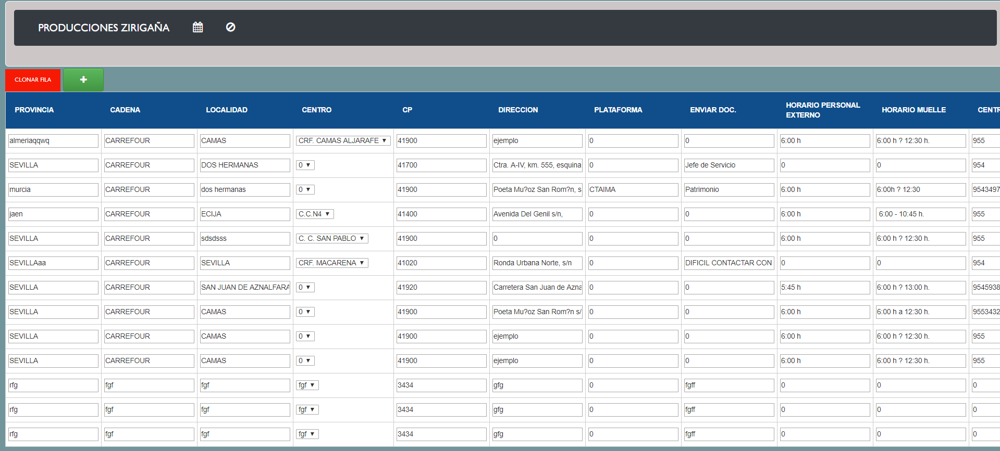 PRODUCCIONES ZIRIGAÑA
CLONAR FILA
PROVINCIA CADENA LOCALIDAD CENTRO CP DIRECCION PLATAFORMA ENVIAR DOC. HORARIO PERSONAL EXTERNO HORARIO MUELLE CENTR
almeriaqqwq CARREFOUR CAMAS CRF. CAMAS ALJARAFE 41900 ejemplo 0 0 6:00 h 6:00 h ? 12:30 h. 955
SEVILLA CARREFOUR DOS HERMANAS 0 41700 Ctra. A-IV, km. 555, esquina 0 Jefe de Servicio 0 0 954
murcia CARREFOUR dos hermanas 0 41900 Poeta Mu?oz San Rom?n, s CTAIMA Patrimonio 6:00 h 6:00h ? 12:30 9543497
jaen CARREFOUR ECIJA C.C.N4 41400 Avenida Del Genil s/n, 0 0 6:00 h 6:00 - 10:45 h. 955
SEVILLA CARREFOUR sdsdsss C. C. SAN PABLO 41900 0 0 0 6:00 h 6:00 h ? 12:30 h. 955
SEVILLAaa CARREFOUR SEVILLA CRF. MACARENA 41020 Ronda Urbana Norte, s/n 0 DIFICIL CONTACTAR CON 0 0 954
SEVILLA CARREFOUR SAN JUAN DE AZNALFARA 0 41920 Carretera San Juan de Azna 0 0 5:45 h 6:00 h ? 13:00 h. 9545938
SEVILLA CARREFOUR CAMAS 0 41900 Poeta Mu?oz San Rom?n s/ 0 0 6:00 h 6:00 h a 12:30 h. 9553432
SEVILLA CARREFOUR CAMAS 0 41900 ejemplo 0 0 6:00 h 6:00 h ? 12:30 h. 955
SEVILLA CARREFOUR CAMAS 0 41900 ejemplo 0 0 6:00 h 6:00 h ? 12:30 h. 955
rfg fgf fgf fgf 3434 gfg 0 fgff 0 0 0
rfg fgf fgf fgf 3434 gfg 0 fgff 0 0 0
rfg fgf fgf fgf 3434 gfg 0 fgff 0 0 0